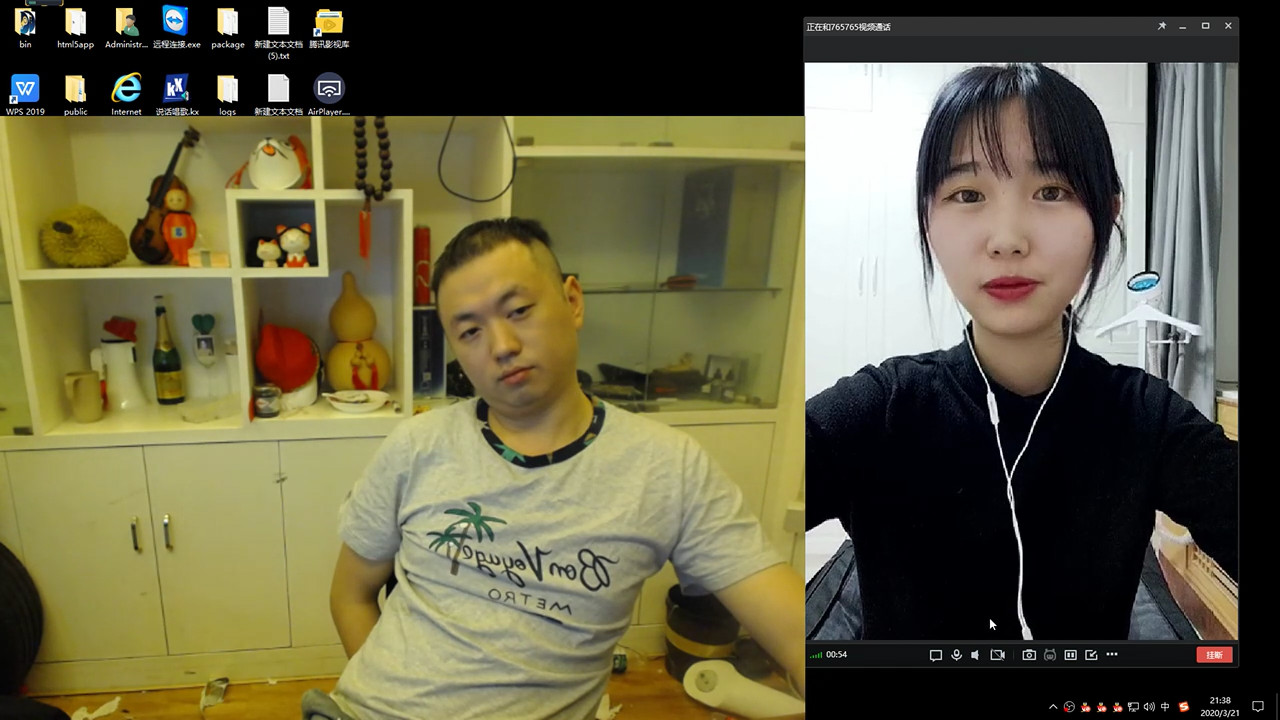 bin
html5app
Administr...
远程连接.exe
package
新建文本文档
(5).txt
腾讯影视库
WPS 2019
public
Internet
说话唱歌.kx
logs
新建文本文档
AirPlayer....
正在和765765视频通话
Bon Voyage
METRO
00:54
挂断
中
21:38
2020/3/21